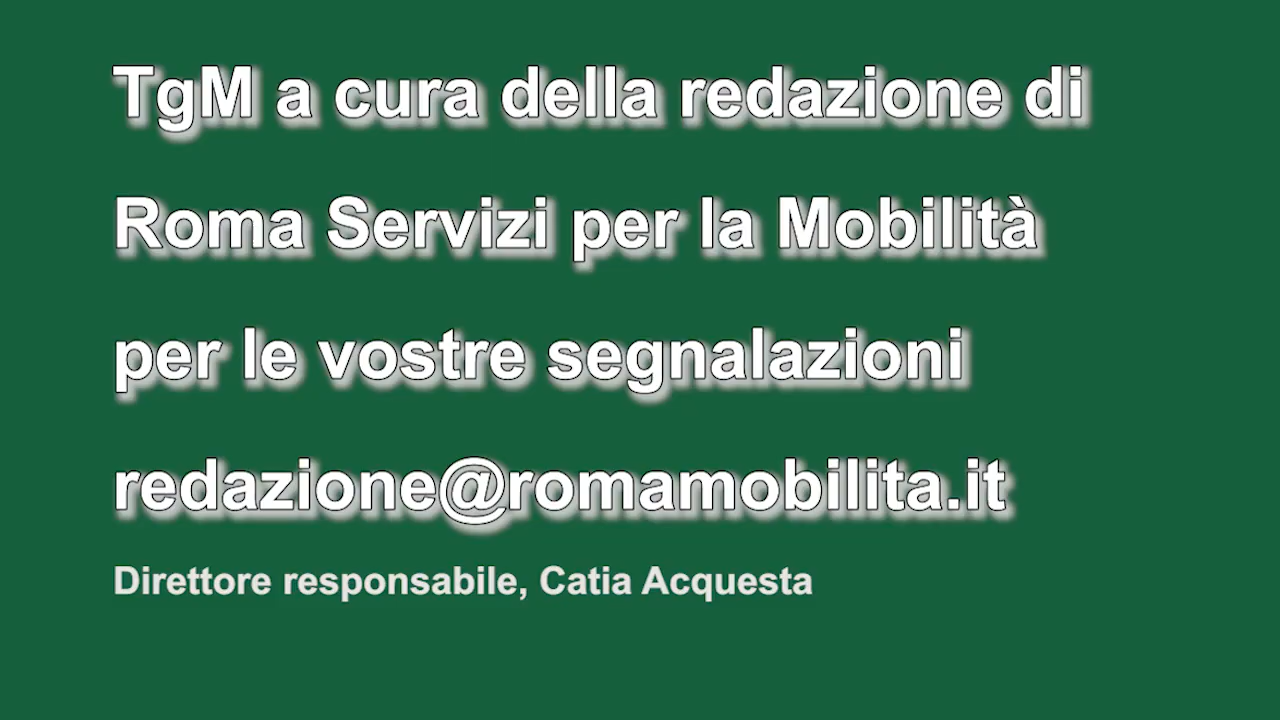 TgM a cura della redazione di
Roma Servizi per la Mobilità
per le vostre segnalazioni
redazione@romamobilita.it
Direttore responsabile, Catia Acquesta